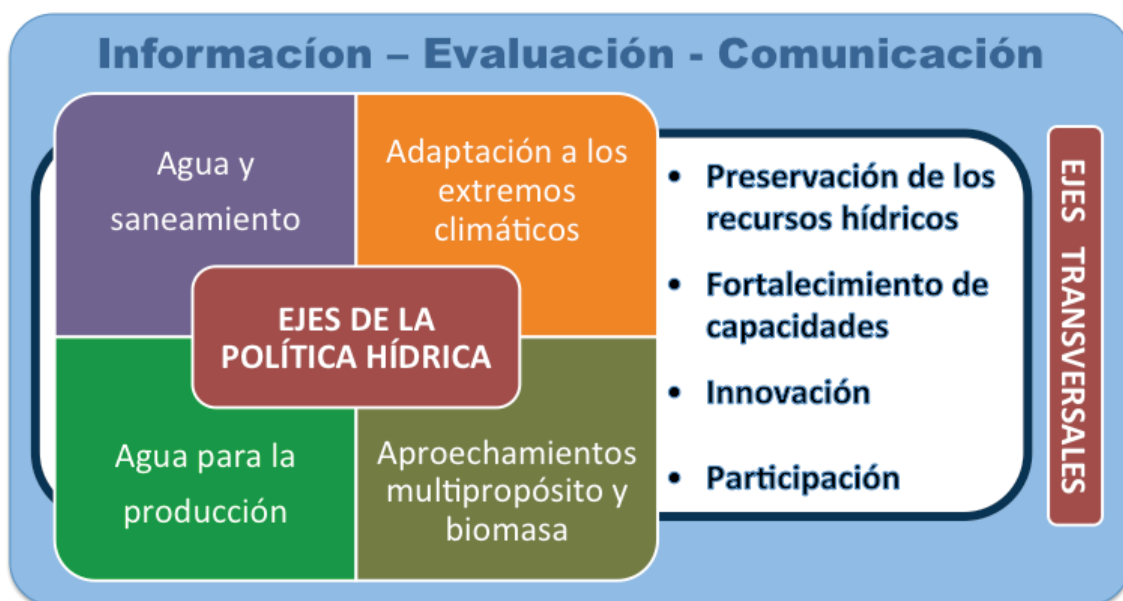 Informacíon – Evaluación - Comunicación
Agua y
saneamiento
Adaptación a los
extremos
climáticos
EJES DE LA
POLÍTICA HÍDRICA
Agua para la
producción
Aproechamientos
multipropósito y
biomasa
• Preservación de los
recursos hídricos
• Fortalecimiento de
capacidades
• Innovación
• Participación
EJES TRANSVERSALES